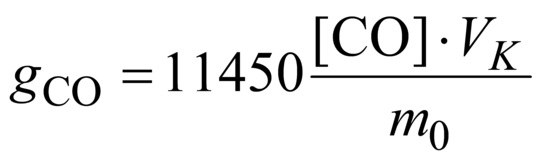 g_CO = 11450 [CO]·V_K / m_0